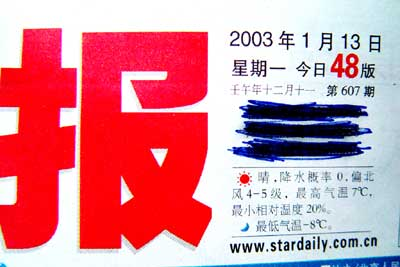 报
2003年1月13日
星期一 今日48版
壬午年十二月十一 第607期
晴,降水概率0,偏北
风4-5级,最高气温7℃,
最小相对湿度20%。
最低气温-8℃。
www.stardaily.com.cn